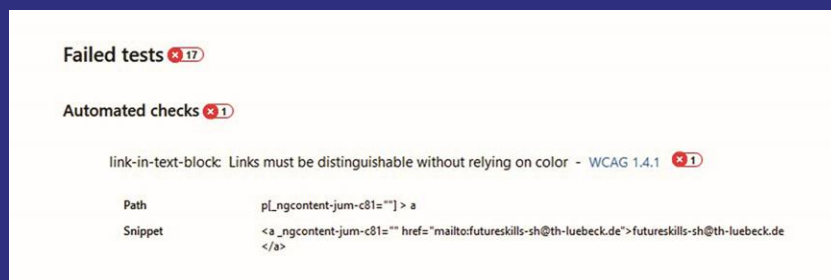 Failed tests 17
Automated checks 1
link-in-text-block: Links must be distinguishable without relying on color - WCAG 1.4.1 1
Path p[_ngcontent-jum-c81=""] > a
Snippet <a _ngcontent-jum-c81="" href="mailto:futureskills-sh@th-luebeck.de">futureskills-sh@th-luebeck.de
</a>